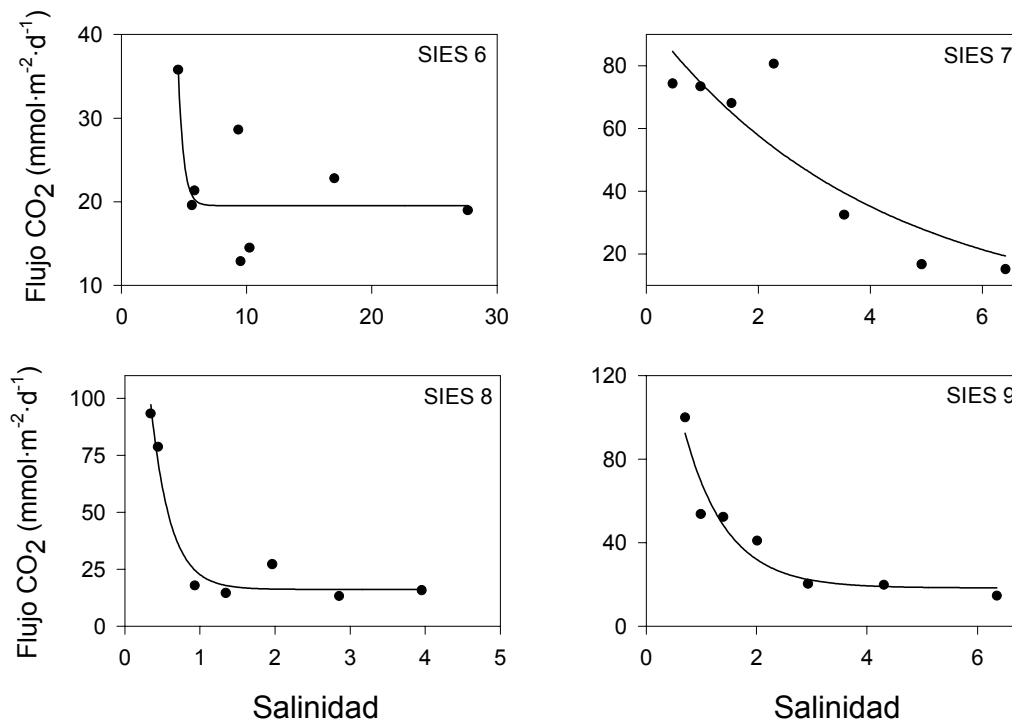 SIES 6
40
30
20
10
0 10 20 30
Flujo CO₂ (mmol·m⁻²·d⁻¹)
SIES 7
80
60
40
20
0 2 4 6
SIES 8
100
75
50
25
0
0 1 2 3 4 5
Flujo CO₂ (mmol·m⁻²·d⁻¹)
Salinidad
SIES 9
120
80
40
0
0 2 4 6
Salinidad